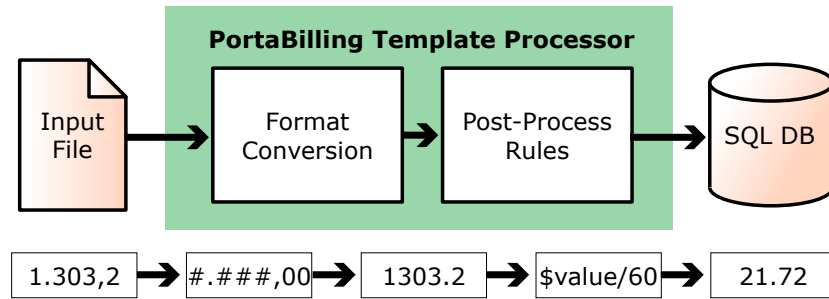 PortaBilling Template Processor
Input
File
Format
Conversion
Post-Process
Rules
SQL DB
1.303,2
#.###,00
1303.2
$value/60
21.72